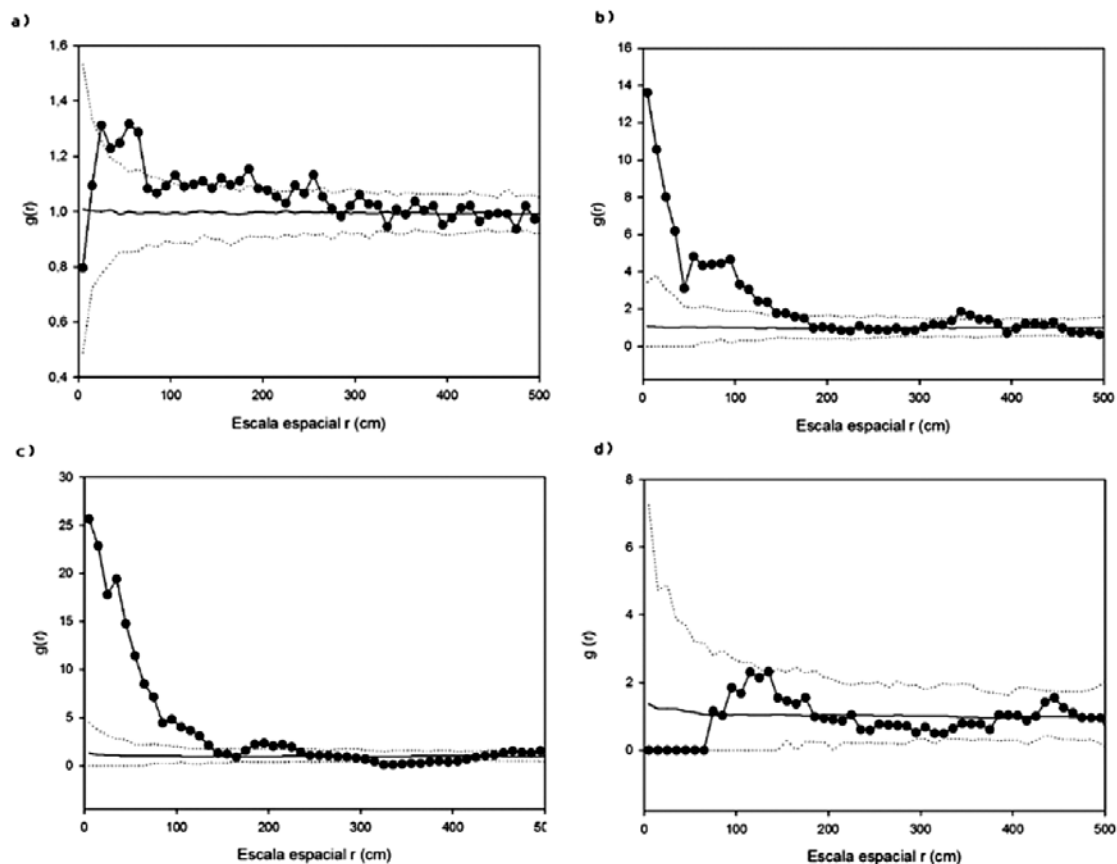 a)
1,6
1,4
1,2
1,0
0,8
0,6
0,4
g(r)
0 100 200 300 400 500
Escala espacial r (cm)
b)
16
14
12
10
8
6
4
2
0
g(r)
0 100 200 300 400 500
Escala espacial r (cm)
c)
30
25
20
15
10
5
0
g(r)
0 100 200 300 400 50
Escala espacial r (cm)
d)
8
6
4
2
0
g (r)
0 100 200 300 400 500
Escala espacial r (cm)